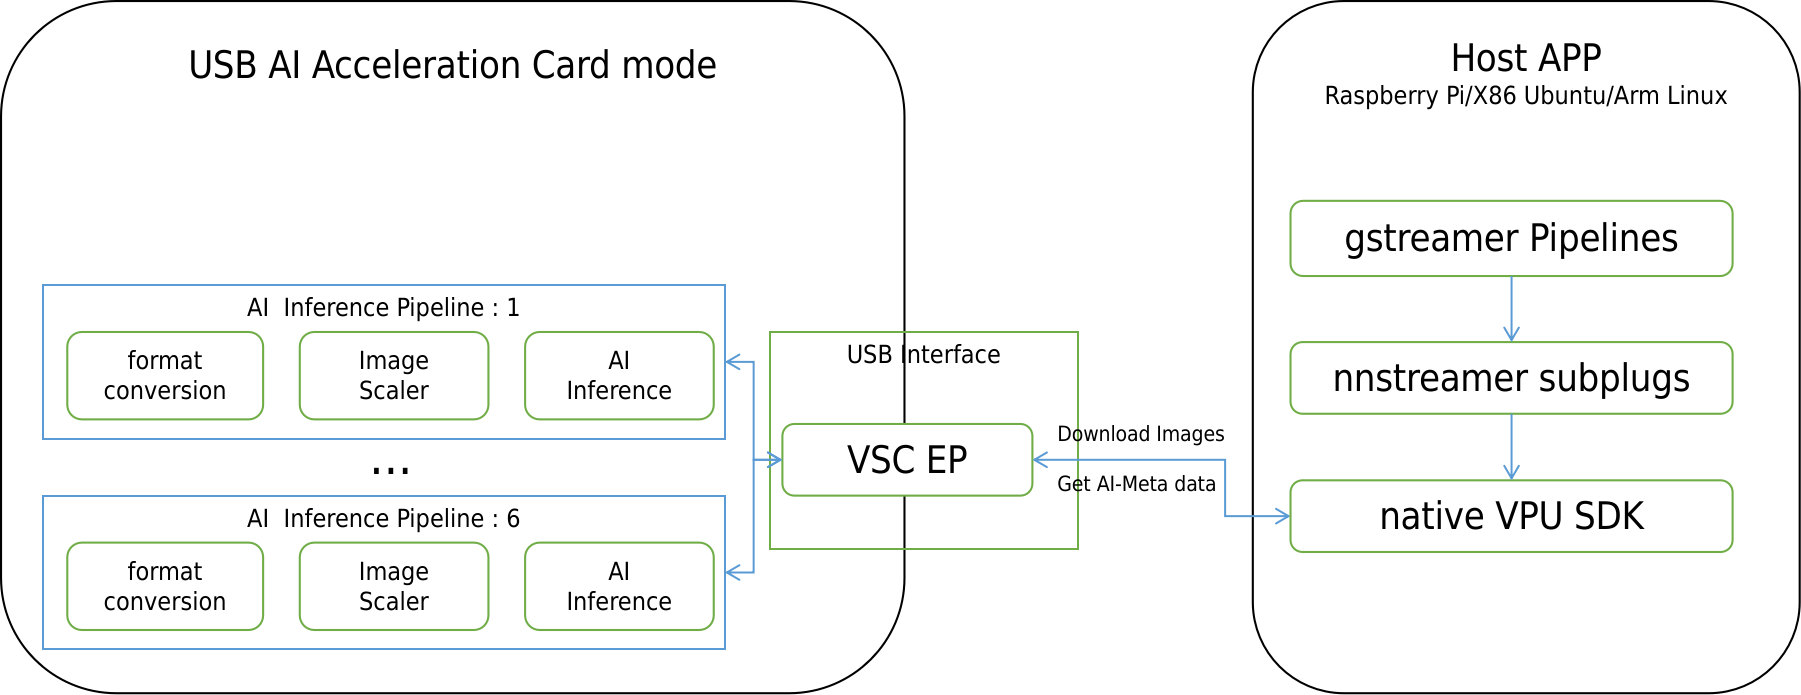 USB AI Acceleration Card mode
AI  Inference Pipeline : 1
format
conversion
Image
Scaler
AI
Inference
...
AI  Inference Pipeline : 6
format
conversion
Image
Scaler
AI
Inference
USB Interface
VSC EP
Download Images
Get AI-Meta data
Host APP
Raspberry Pi/X86 Ubuntu/Arm Linux
gstreamer Pipelines
nnstreamer subplugs
native VPU SDK